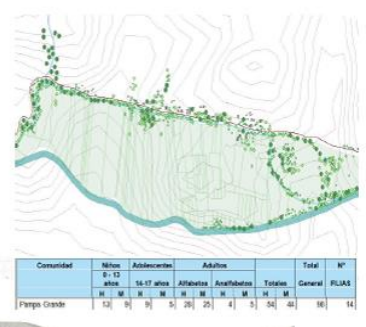 Comunidad Niños Adolescentes Adultos Total N°
0 - 13 años 14-17 años Alfabetos Analfabetos Totales General FLIAS
H M H M H M H M H M
Pampa Grande 13 9 9 5 28 25 4 5 54 44 98 14